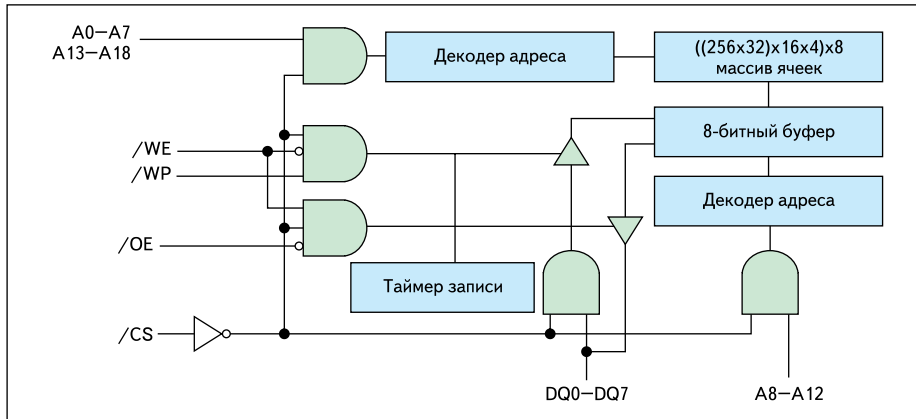 A0–A7
A13–A18
Декодер адреса
((256x32)x16x4)x8
массив ячеек
/WE
/WP
8-битный буфер
/OE
Декодер адреса
Таймер записи
/CS
DQ0–DQ7
A8–A12